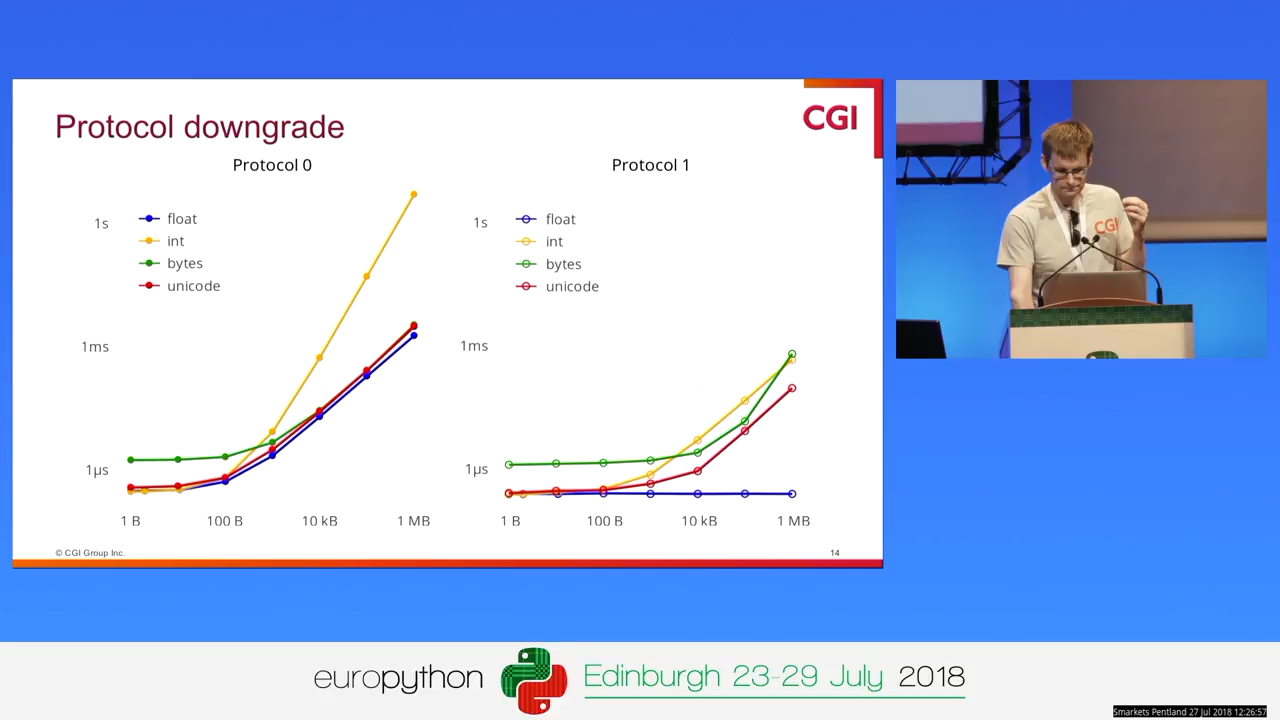 Protocol downgrade
CGI
Protocol 0
1s
float
int
bytes
unicode
1ms
1µs
1 B
100 B
10 kB
1 MB
Protocol 1
1s
float
int
bytes
unicode
1ms
1µs
1 B
100 B
10 kB
1 MB
© CGI Group Inc.
14
CGI
europython
Edinburgh 23-29 July 2018
Smarkets Pentland 27 Jul 2018 12:26:57